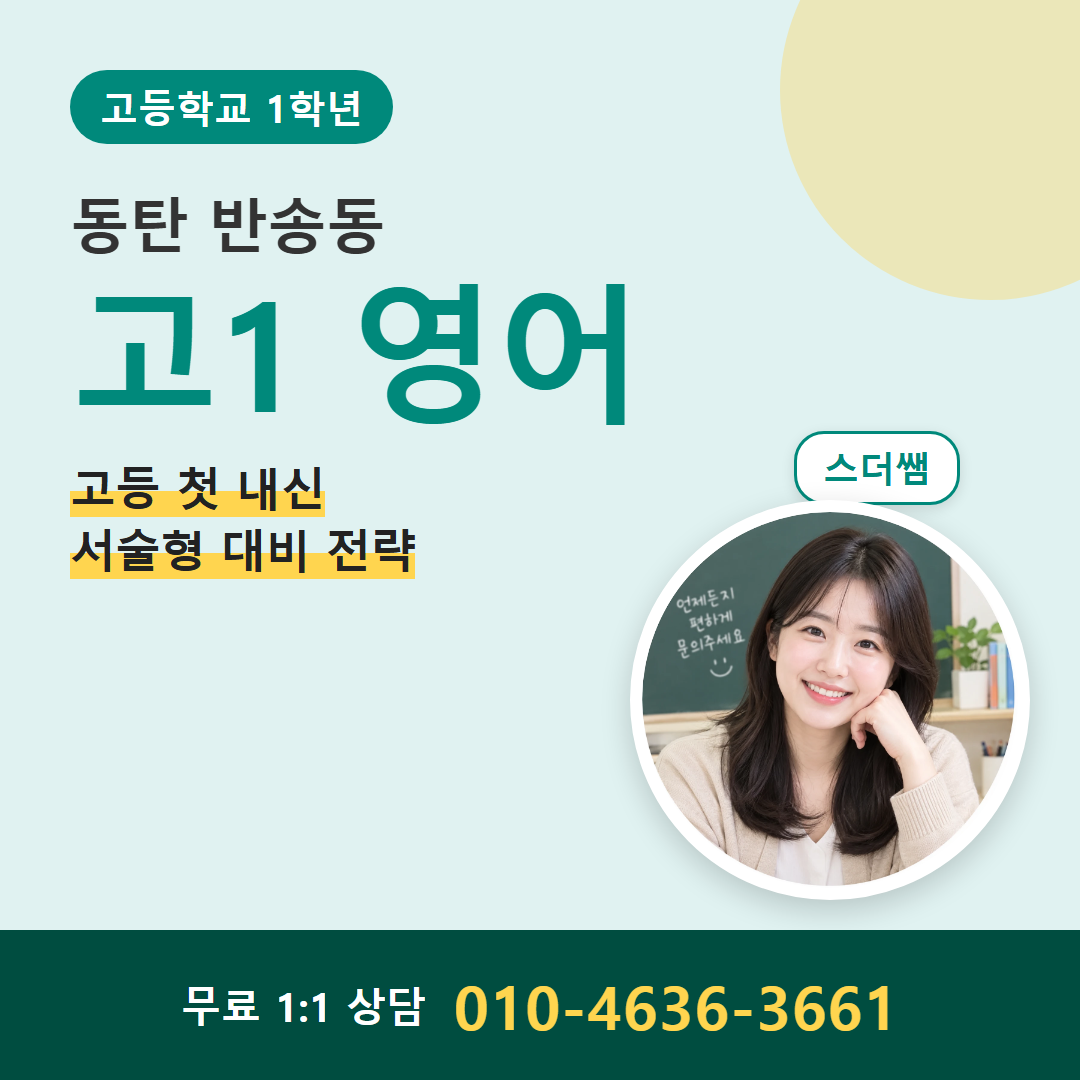 고등학교 1학년
동탄 반송동
고1 영어
고등 첫 내신
서술형 대비 전략
스더쌤
언제든지
편하게
문의주세요
무료 1:1 상담 010-4636-3661